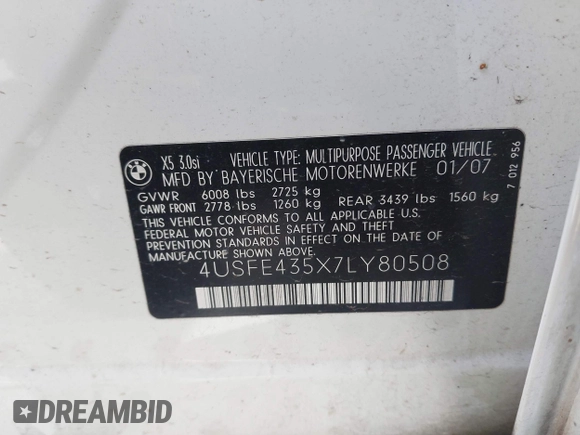 BMW
X5 3.0si
VEHICLE TYPE: MULTIPURPOSE PASSENGER VEHICLE
MFD BY BAYERISCHE MOTORENWERKE 01/07
GVWR 6008 lbs 2725 kg
GAWR FRONT 2778 lbs 1260 kg REAR 3439 lbs 1560 kg
THIS VEHICLE CONFORMS TO ALL APPLICABLE
FEDERAL MOTOR VEHICLE SAFETY AND THEFT
PREVENTION STANDARDS IN EFFECT ON THE DATE OF
MANUFACTURE SHOWN ABOVE.
4USFE435X7LY80508
7 012 956
DREAMBID